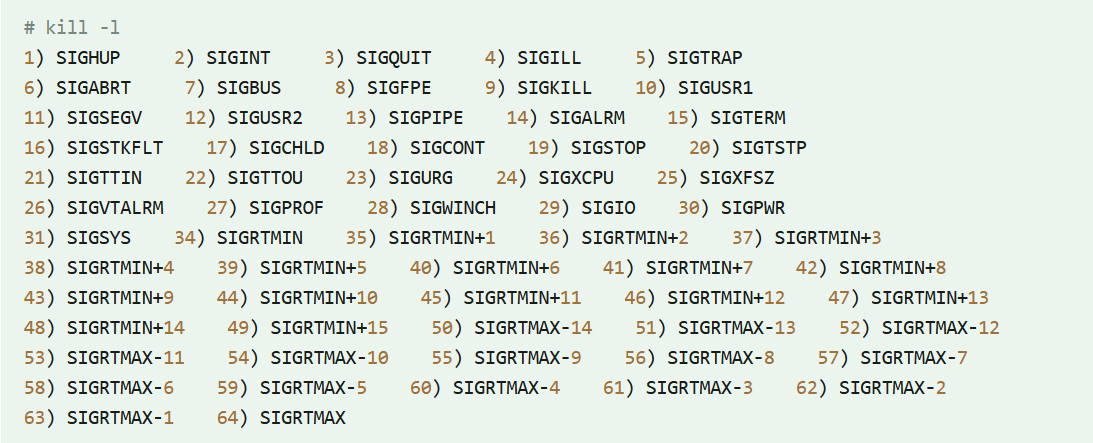 # kill -l
1) SIGHUP 2) SIGINT 3) SIGQUIT 4) SIGILL 5) SIGTRAP
6) SIGABRT 7) SIGBUS 8) SIGFPE 9) SIGKILL 10) SIGUSR1
11) SIGSEGV 12) SIGUSR2 13) SIGPIPE 14) SIGALRM 15) SIGTERM
16) SIGSTKFLT 17) SIGCHLD 18) SIGCONT 19) SIGSTOP 20) SIGTSTP
21) SIGTTIN 22) SIGTTOU 23) SIGURG 24) SIGXCPU 25) SIGXFSZ
26) SIGVTALRM 27) SIGPROF 28) SIGWINCH 29) SIGIO 30) SIGPWR
31) SIGSYS 34) SIGRTMIN 35) SIGRTMIN+1 36) SIGRTMIN+2 37) SIGRTMIN+3
38) SIGRTMIN+4 39) SIGRTMIN+5 40) SIGRTMIN+6 41) SIGRTMIN+7 42) SIGRTMIN+8
43) SIGRTMIN+9 44) SIGRTMIN+10 45) SIGRTMIN+11 46) SIGRTMIN+12 47) SIGRTMIN+13
48) SIGRTMIN+14 49) SIGRTMIN+15 50) SIGRTMAX-14 51) SIGRTMAX-13 52) SIGRTMAX-12
53) SIGRTMAX-11 54) SIGRTMAX-10 55) SIGRTMAX-9 56) SIGRTMAX-8 57) SIGRTMAX-7
58) SIGRTMAX-6 59) SIGRTMAX-5 60) SIGRTMAX-4 61) SIGRTMAX-3 62) SIGRTMAX-2
63) SIGRTMAX-1 64) SIGRTMAX